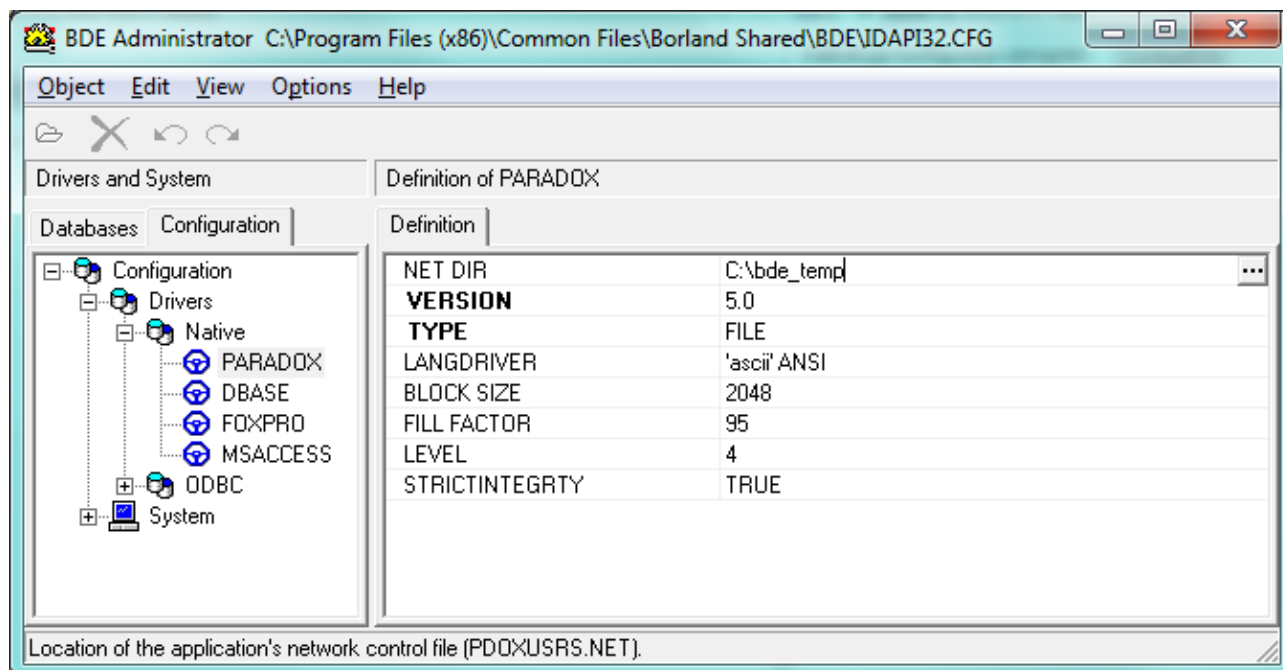 BDE Administrator C:\Program Files (x86)\Common Files\Borland Shared\BDE\IDAPI32.CFG
Object Edit View Options Help
Drivers and System
Definition of PARADOX
Databases Configuration
Definition
Configuration
Drivers
Native
PARADOX
DBASE
FOXPRO
MSACCESS
ODBC
System
NET DIR C:\bde_temp
VERSION 5.0
TYPE FILE
LANGDRIVER 'ascii' ANSI
BLOCK SIZE 2048
FILL FACTOR 95
LEVEL 4
STRICTINTEGRTY TRUE
Location of the application's network control file (PDOXUSRS.NET).